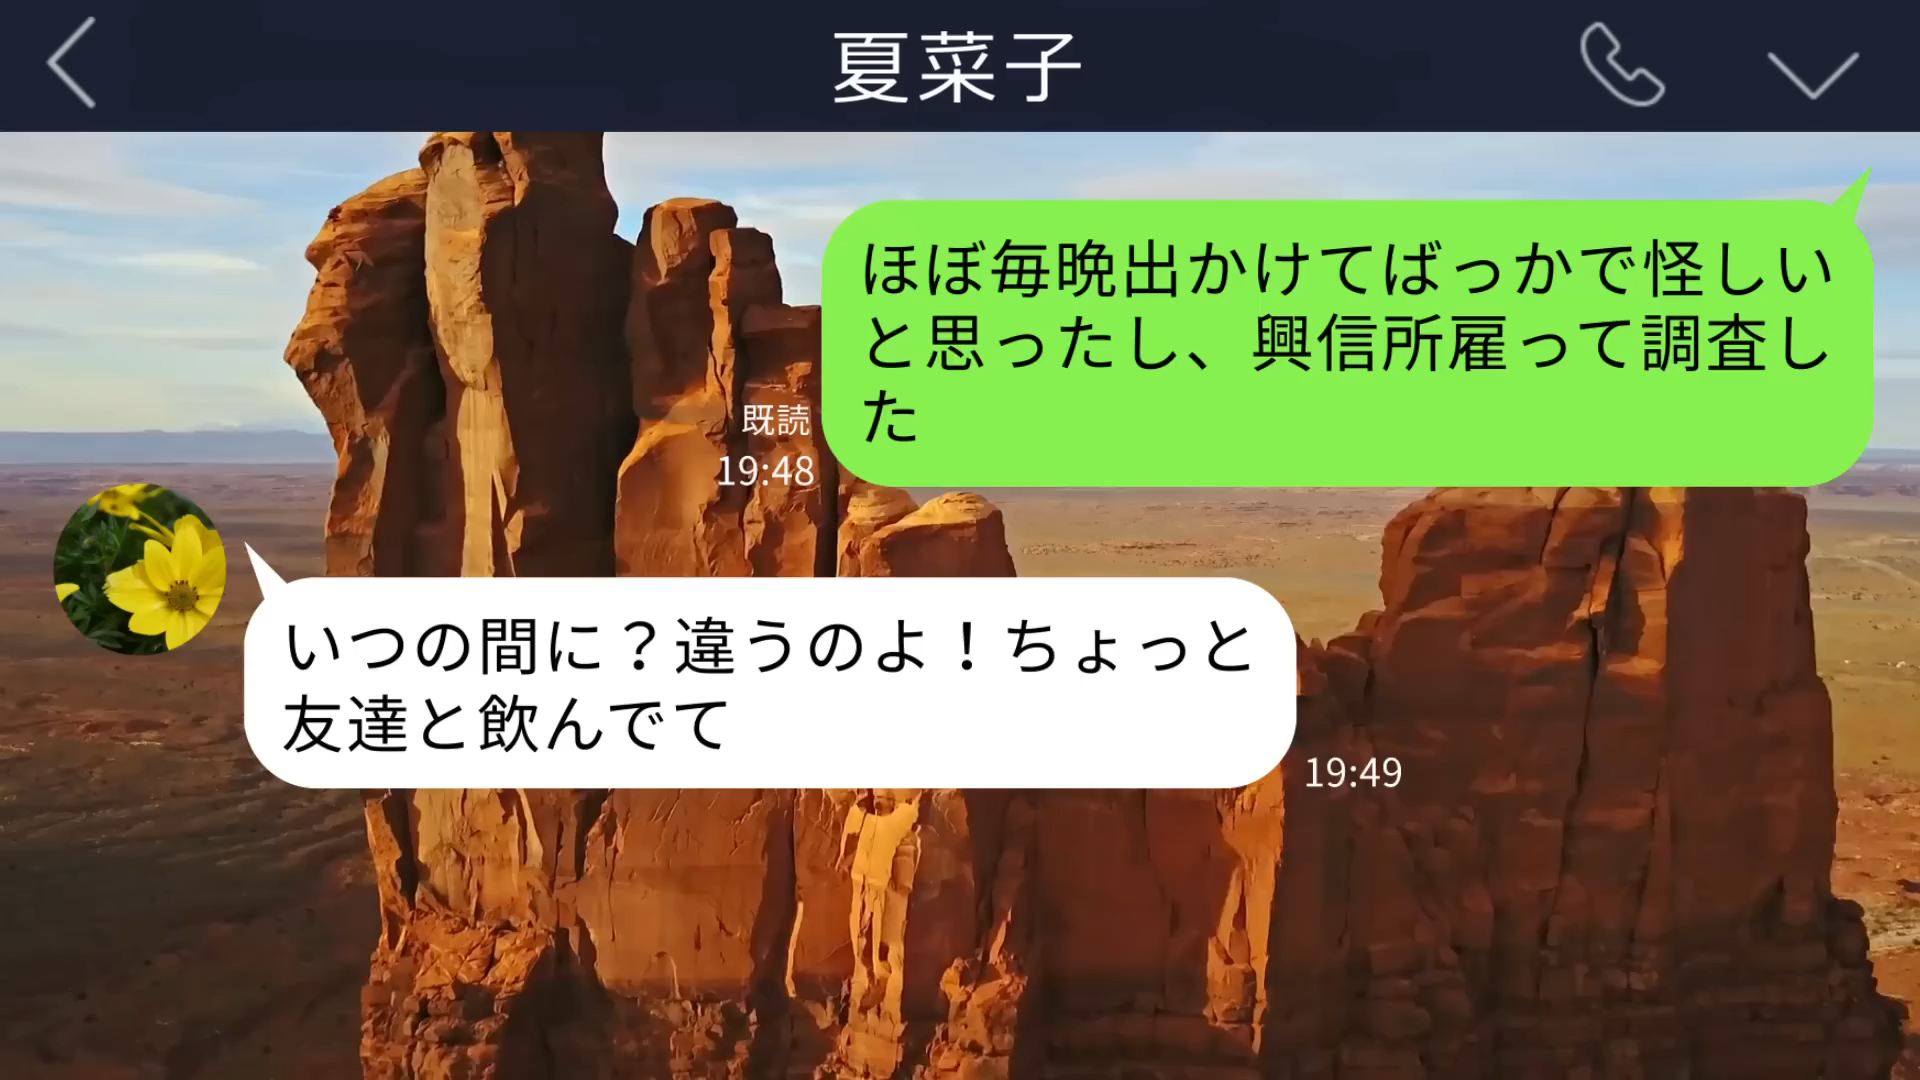 夏菜子
ほぼ毎晩出かけてばっかで怪しい
と思ったし、興信所雇って調査し
た
既読
19:48
いつの間に？違うのよ！ちょっと
友達と飲んでて
19:49